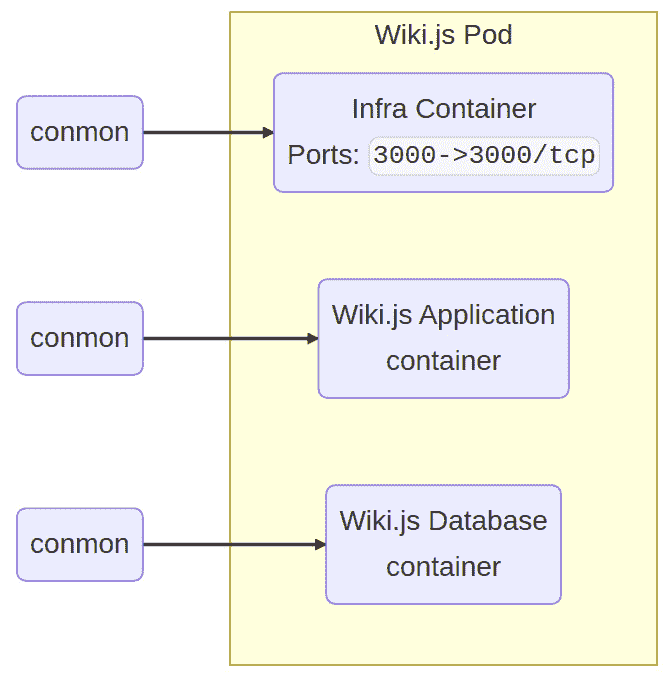 Wiki.js Pod
conmon
Infra Container
Ports: 3000->3000/tcp
conmon
Wiki.js Application
container
conmon
Wiki.js Database
container